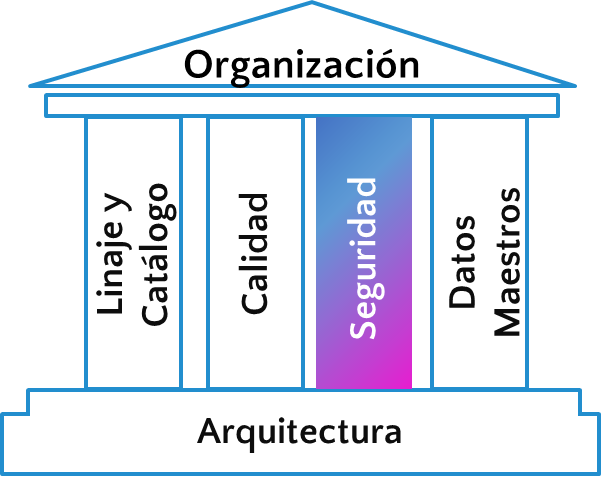 Organización
Linaje y
Catálogo
Calidad
Seguridad
Datos
Maestros
Arquitectura